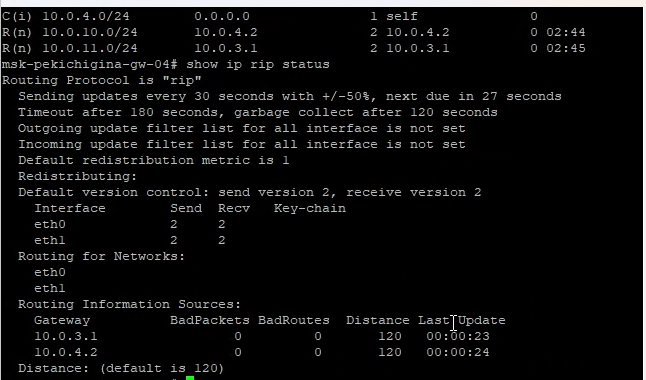 C(i) 10.0.4.0/24        0.0.0.0               1 self              0
R(n) 10.0.10.0/24       10.0.4.2              2 10.0.4.2          0 02:44
R(n) 10.0.11.0/24       10.0.3.1              2 10.0.3.1          0 02:45
msk-pekichigina-gw-04# show ip rip status
Routing Protocol is "rip"
  Sending updates every 30 seconds with +/-50%, next due in 27 seconds
  Timeout after 180 seconds, garbage collect after 120 seconds
  Outgoing update filter list for all interface is not set
  Incoming update filter list for all interface is not set
  Default redistribution metric is 1
  Redistributing:
  Default version control: send version 2, receive version 2
    Interface        Send  Recv   Key-chain
    eth0             2     2
    eth1             2     2
  Routing for Networks:
    eth0
    eth1
  Routing Information Sources:
    Gateway          BadPackets BadRoutes  Distance Last Update
    10.0.3.1                 0         0       120   00:00:23
    10.0.4.2                 0         0       120   00:00:24
  Distance: (default is 120)